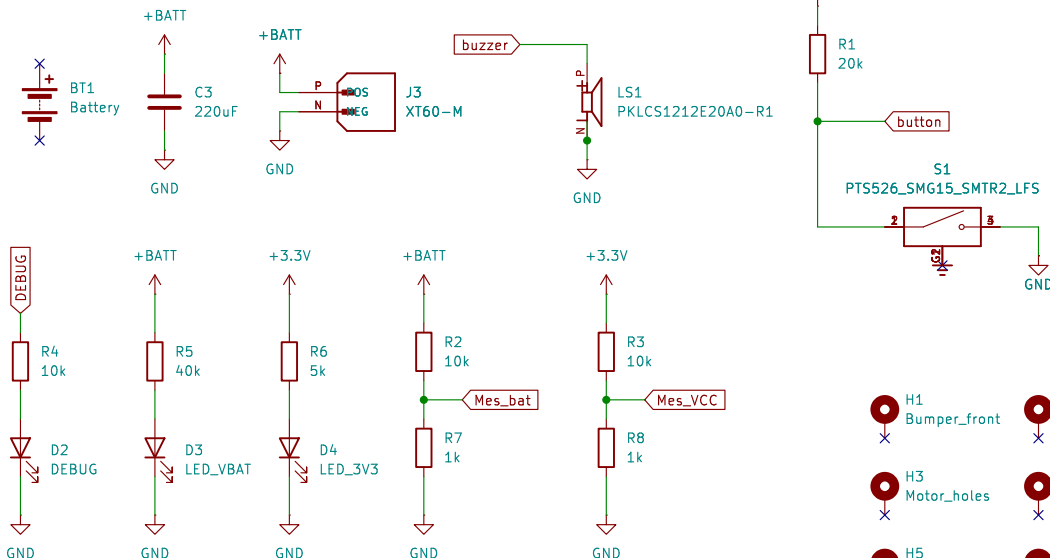 +BATT
+BATT
BT1
Battery
+
C3
220uF
GND
P
N
POS
NEG
J3
XT60-M
GND
buzzer
P
N
LS1
PKLCS1212E20A0-R1
GND
R1
20k
button
S1
PTS526_SMG15_SMTR2_LFS
2
3
G2
GND
DEBUG
R4
10k
D2
DEBUG
GND
+BATT
R5
40k
D3
LED_VBAT
GND
+3.3V
R6
5k
D4
LED_3V3
GND
+BATT
R2
10k
Mes_bat
R7
1k
GND
+3.3V
R3
10k
Mes_VCC
R8
1k
GND
H1
Bumper_front
H3
Motor_holes
H5